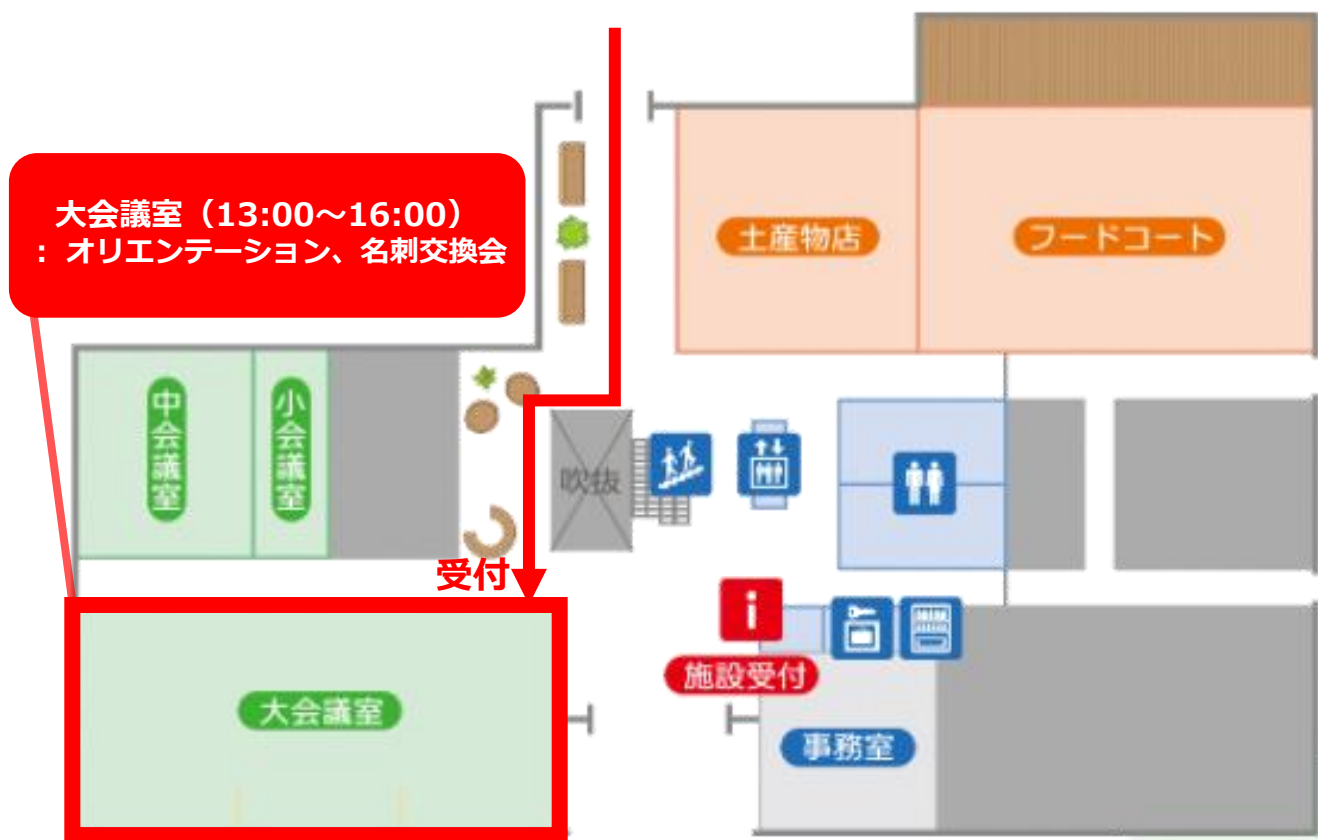 大会議室（13:00～16:00）
：オリエンテーション、名刺交換会
土産物店
フードコート
中会議室
小会議室
吹抜
受付
i
施設受付
大会議室
事務室